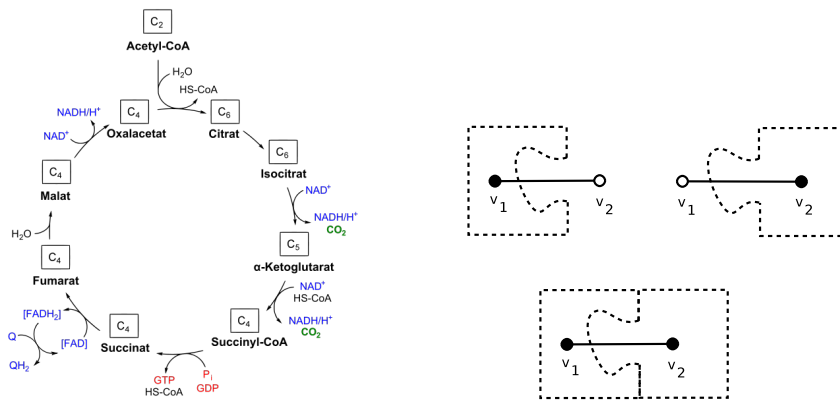 C₂
Acetyl-CoA
H₂O
HS-CoA
C₄
Oxalacetat
C₆
Citrat
NADH/H⁺
NAD⁺
C₆
Isocitrat
C₄
Malat
NAD⁺
NADH/H⁺
CO₂
H₂O
C₅
α-Ketoglutarat
C₄
Fumarat
NAD⁺
HS-CoA
NADH/H⁺
CO₂
[FADH₂]
Q
[FAD]
QH₂
C₄
Succinat
C₄
Succinyl-CoA
GTP
HS-CoA
Pᵢ
GDP
v₁
v₂
v₁
v₂
v₁
v₂